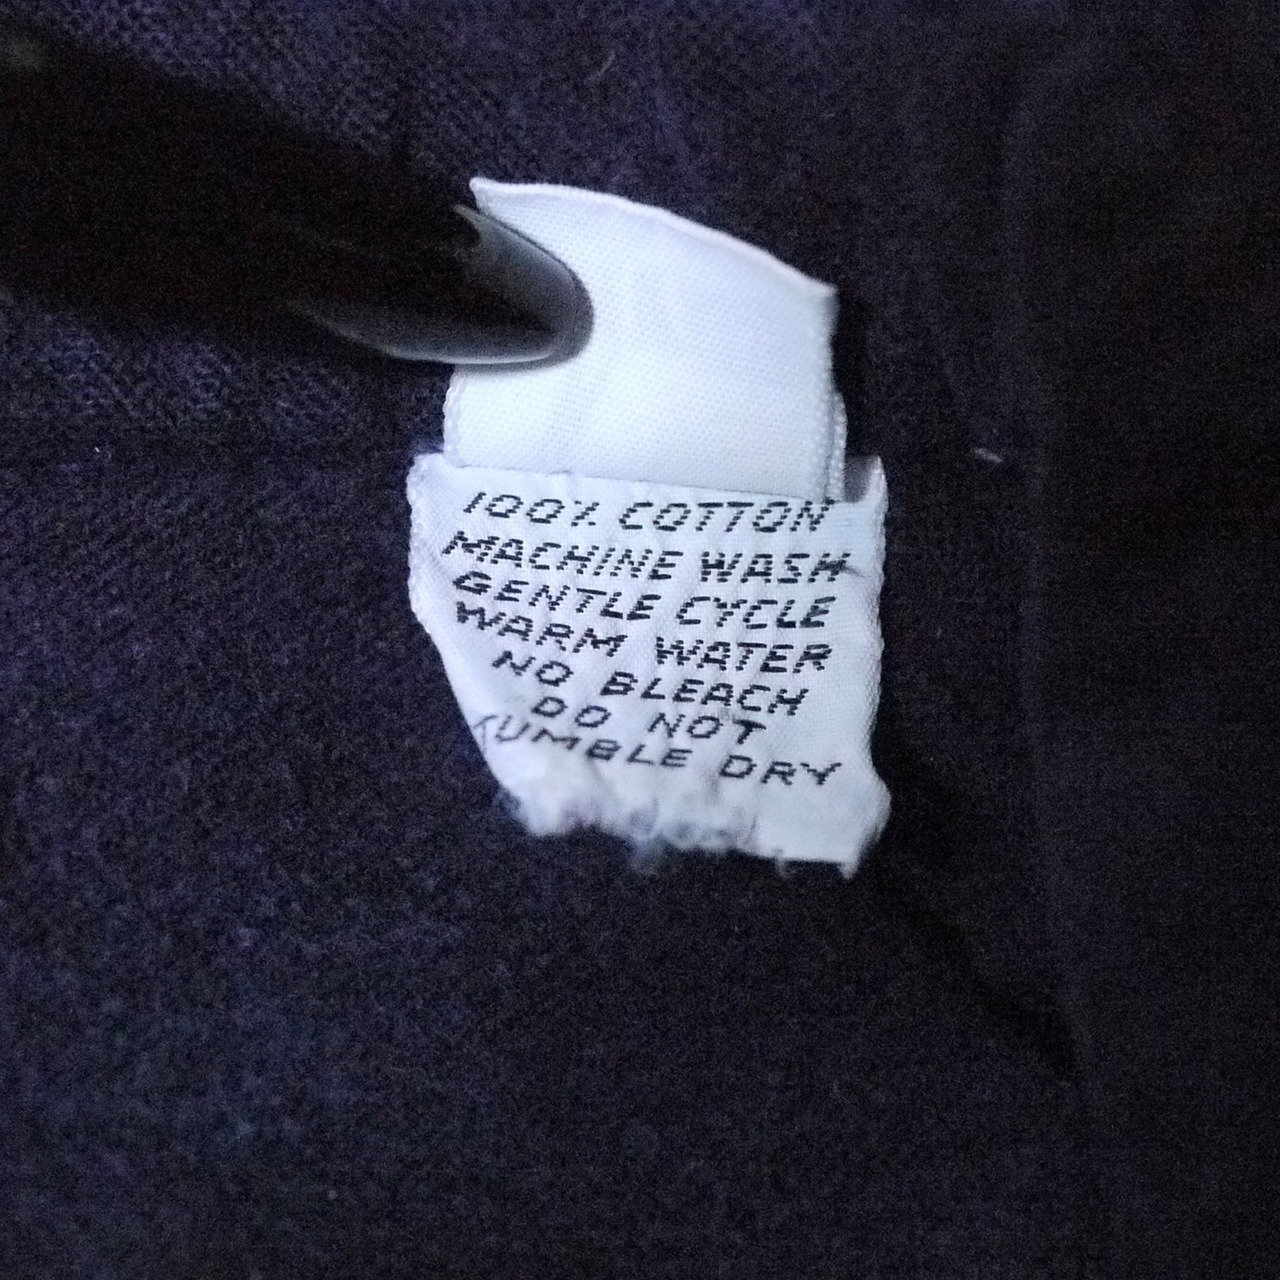 100% COTTON
MACHINE WASH
GENTLE CYCLE
WARM WATER
NO BLEACH
DO NOT
TUMBLE DRY